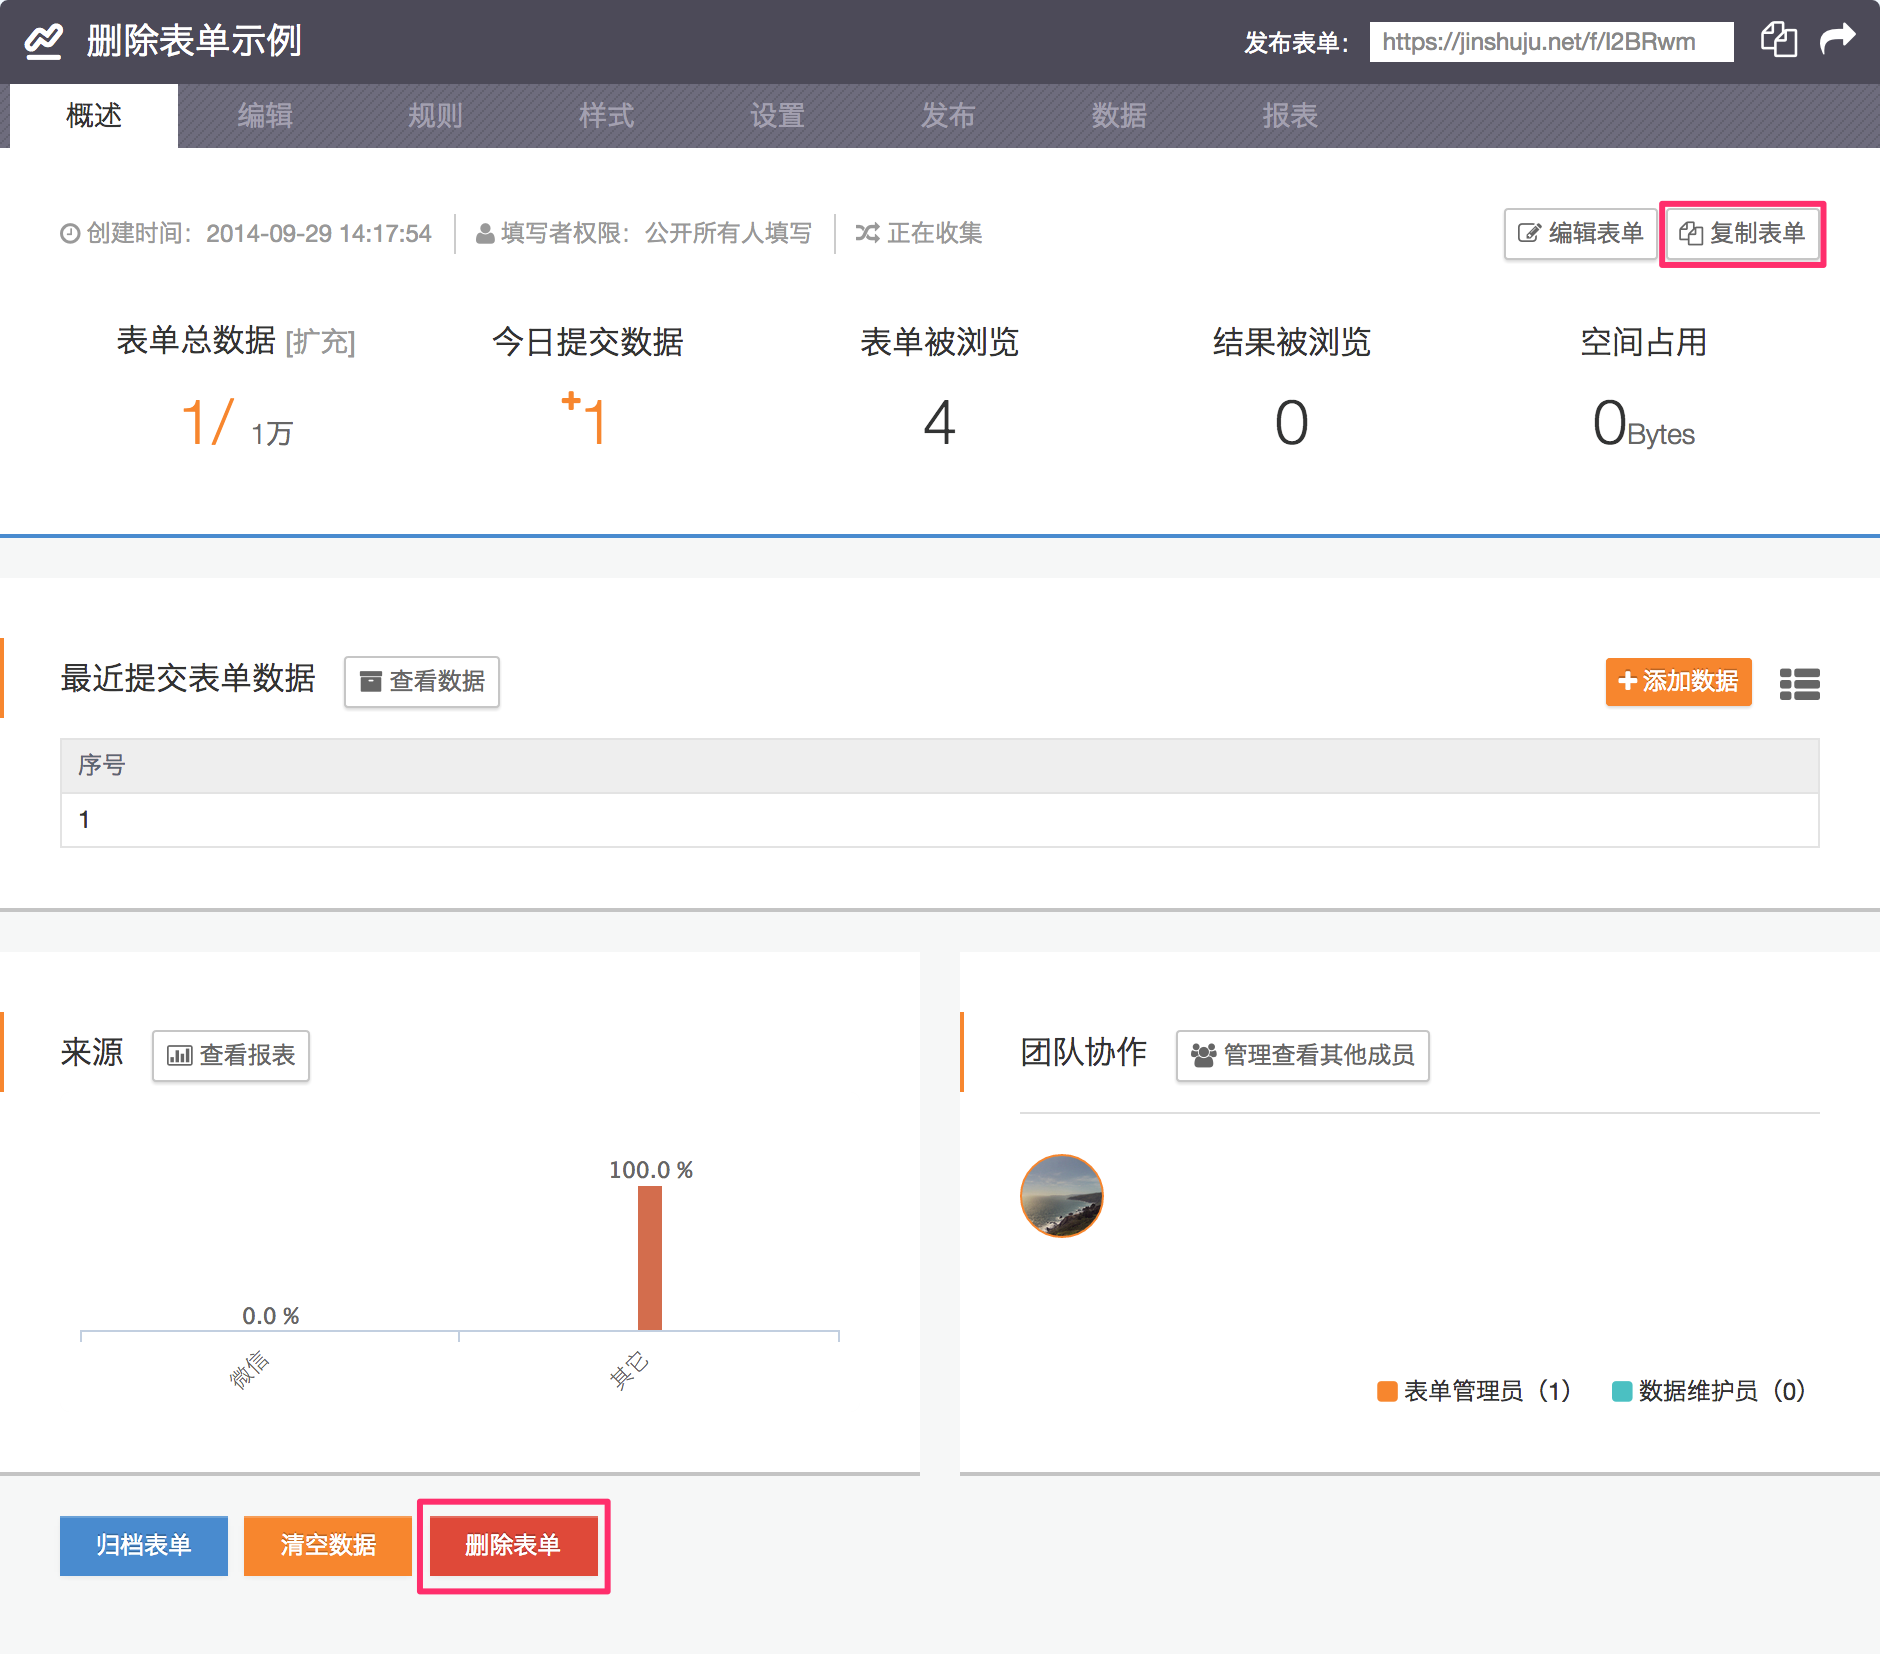 删除表单示例
发布表单： https://jinshuju.net/f/l2BRwm
概述 编辑 规则 样式 设置 发布 数据 报表
创建时间：2014-09-29 14:17:54 填写者权限：公开所有人填写 正在收集 编辑表单 复制表单
表单总数据 [扩充] 今日提交数据 表单被浏览 结果被浏览 空间占用
1/ 1万 +1 4 0 0Bytes
最近提交表单数据 查看数据 +添加数据
序号
1
来源 查看报表
100.0 %
0.0 %
微信 其它
团队协作 管理查看其他成员
表单管理员（1） 数据维护员（0）
归档表单 清空数据 删除表单